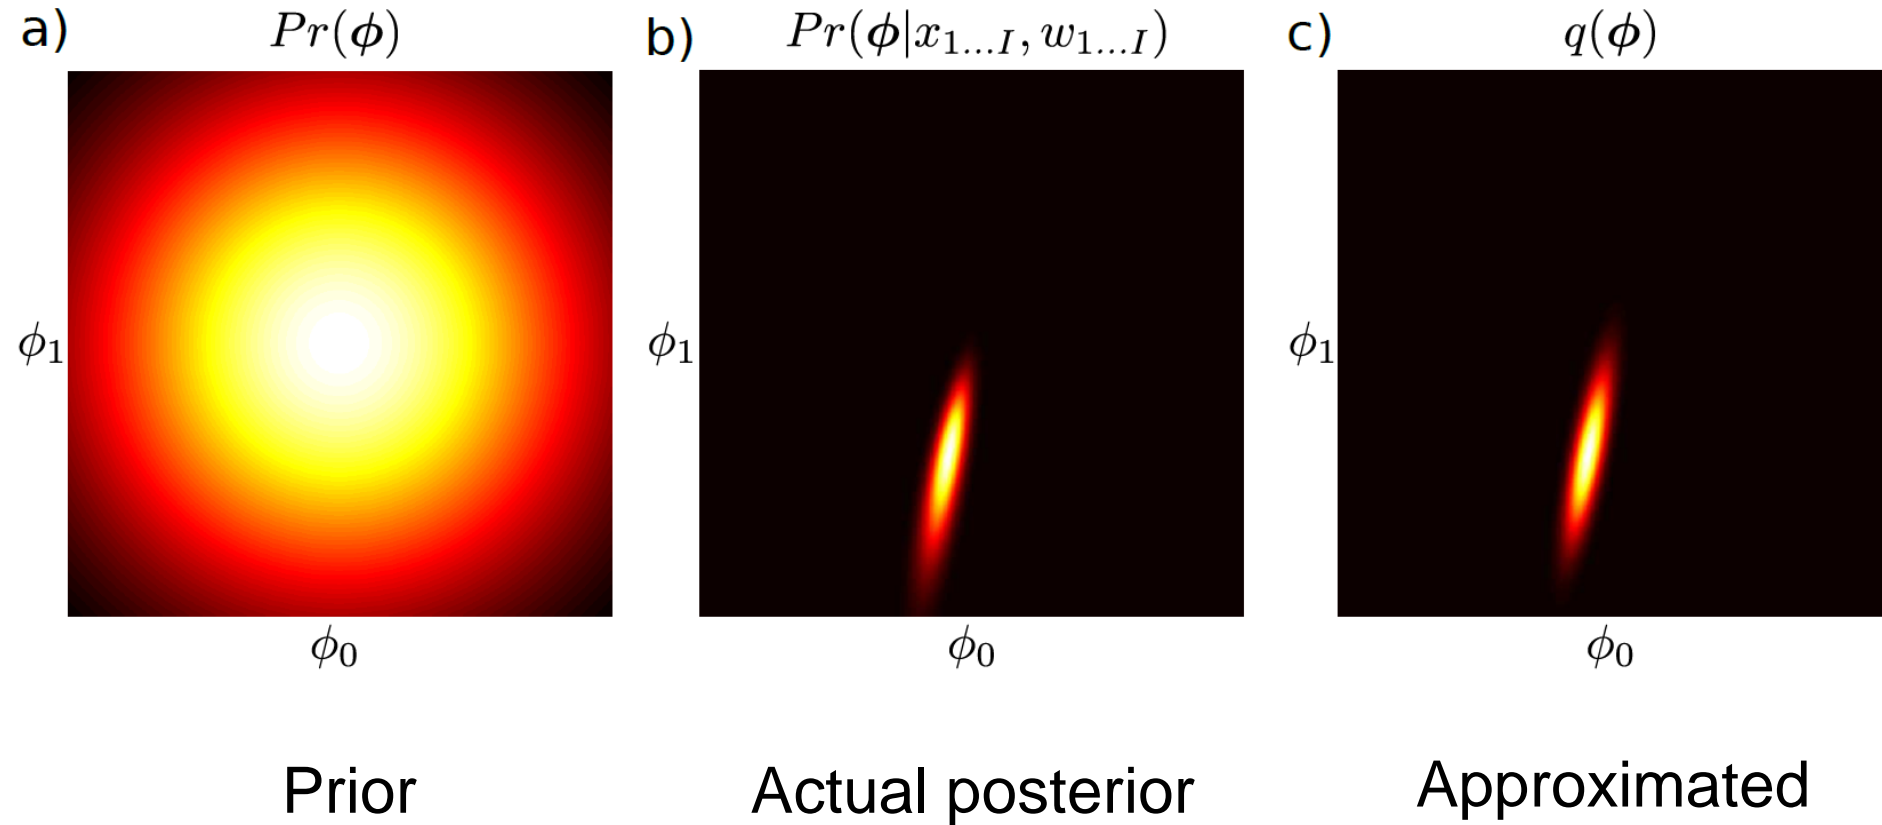 a) Pr(ϕ)
b) Pr(ϕ|x₁...I, w₁...I)
c) q(ϕ)
ϕ₁
ϕ₁
ϕ₁
ϕ₀
ϕ₀
ϕ₀
Prior
Actual posterior
Approximated